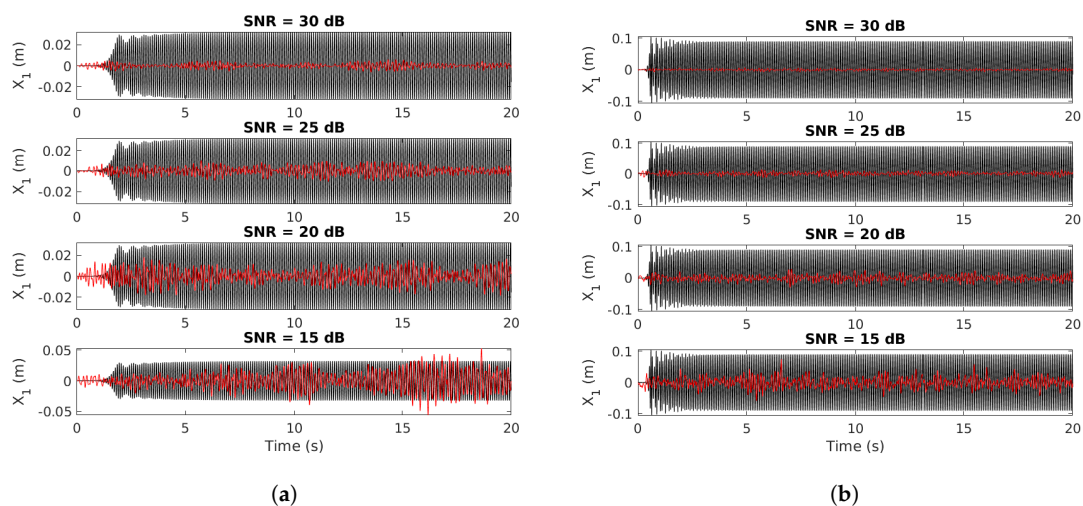 SNR = 30 dB
X1 (m)
0.02
0
-0.02
0 5 10 15 20
SNR = 25 dB
X1 (m)
0.02
0
-0.02
0 5 10 15 20
SNR = 20 dB
X1 (m)
0.02
0
-0.02
0 5 10 15 20
SNR = 15 dB
X1 (m)
0.05
0
-0.05
0 5 10 15 20
Time (s)
(a)
SNR = 30 dB
X1 (m)
0.1
0
-0.1
0 5 10 15 20
SNR = 25 dB
X1 (m)
0.1
0
-0.1
0 5 10 15 20
SNR = 20 dB
X1 (m)
0.1
0
-0.1
0 5 10 15 20
SNR = 15 dB
X1 (m)
0.1
0
-0.1
0 5 10 15 20
Time (s)
(b)